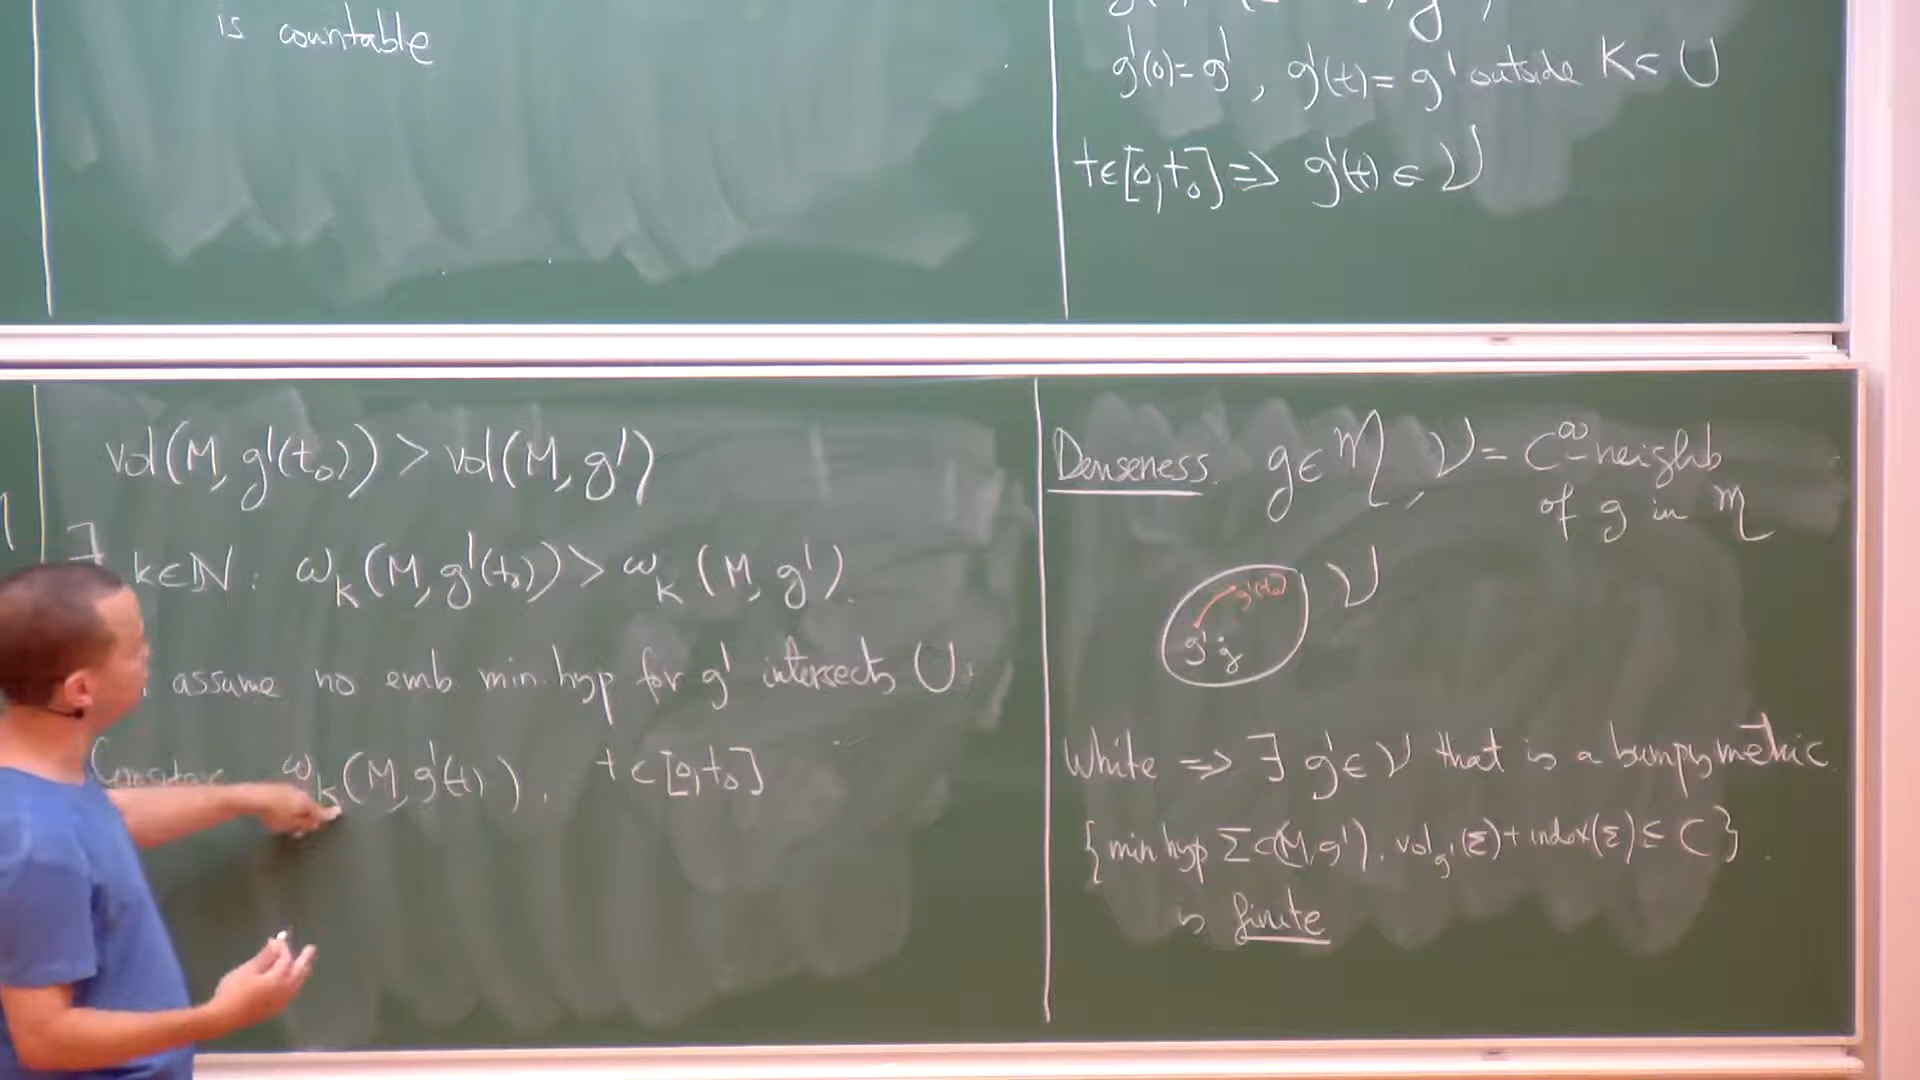 is countable
g'(0)=g', g'(t)= g' outside K⊂ U
t∈[0,t₀] ⇒ g'(t) ∈ 𝒱
vol(M, g'(t₀)) > vol(M, g')
∃ k∈ℕ: ω_k(M, g'(t₀)) > ω_k(M, g').
assume no emb. min. hyp for g' intersects U.
ω_k(M, g'(t)), t∈[0,t₀]
Denseness. g∈ 𝓜, 𝒱 = C^∞-neighb
of g in 𝓜
g'(t₀) 𝒱
g' g
White ⇒ ∃ g'∈ 𝒱 that is a bumpy metric.
{min hyp Σ⊂(M,g'), vol_g'(Σ)+index(Σ) ≤ C}.
is finite